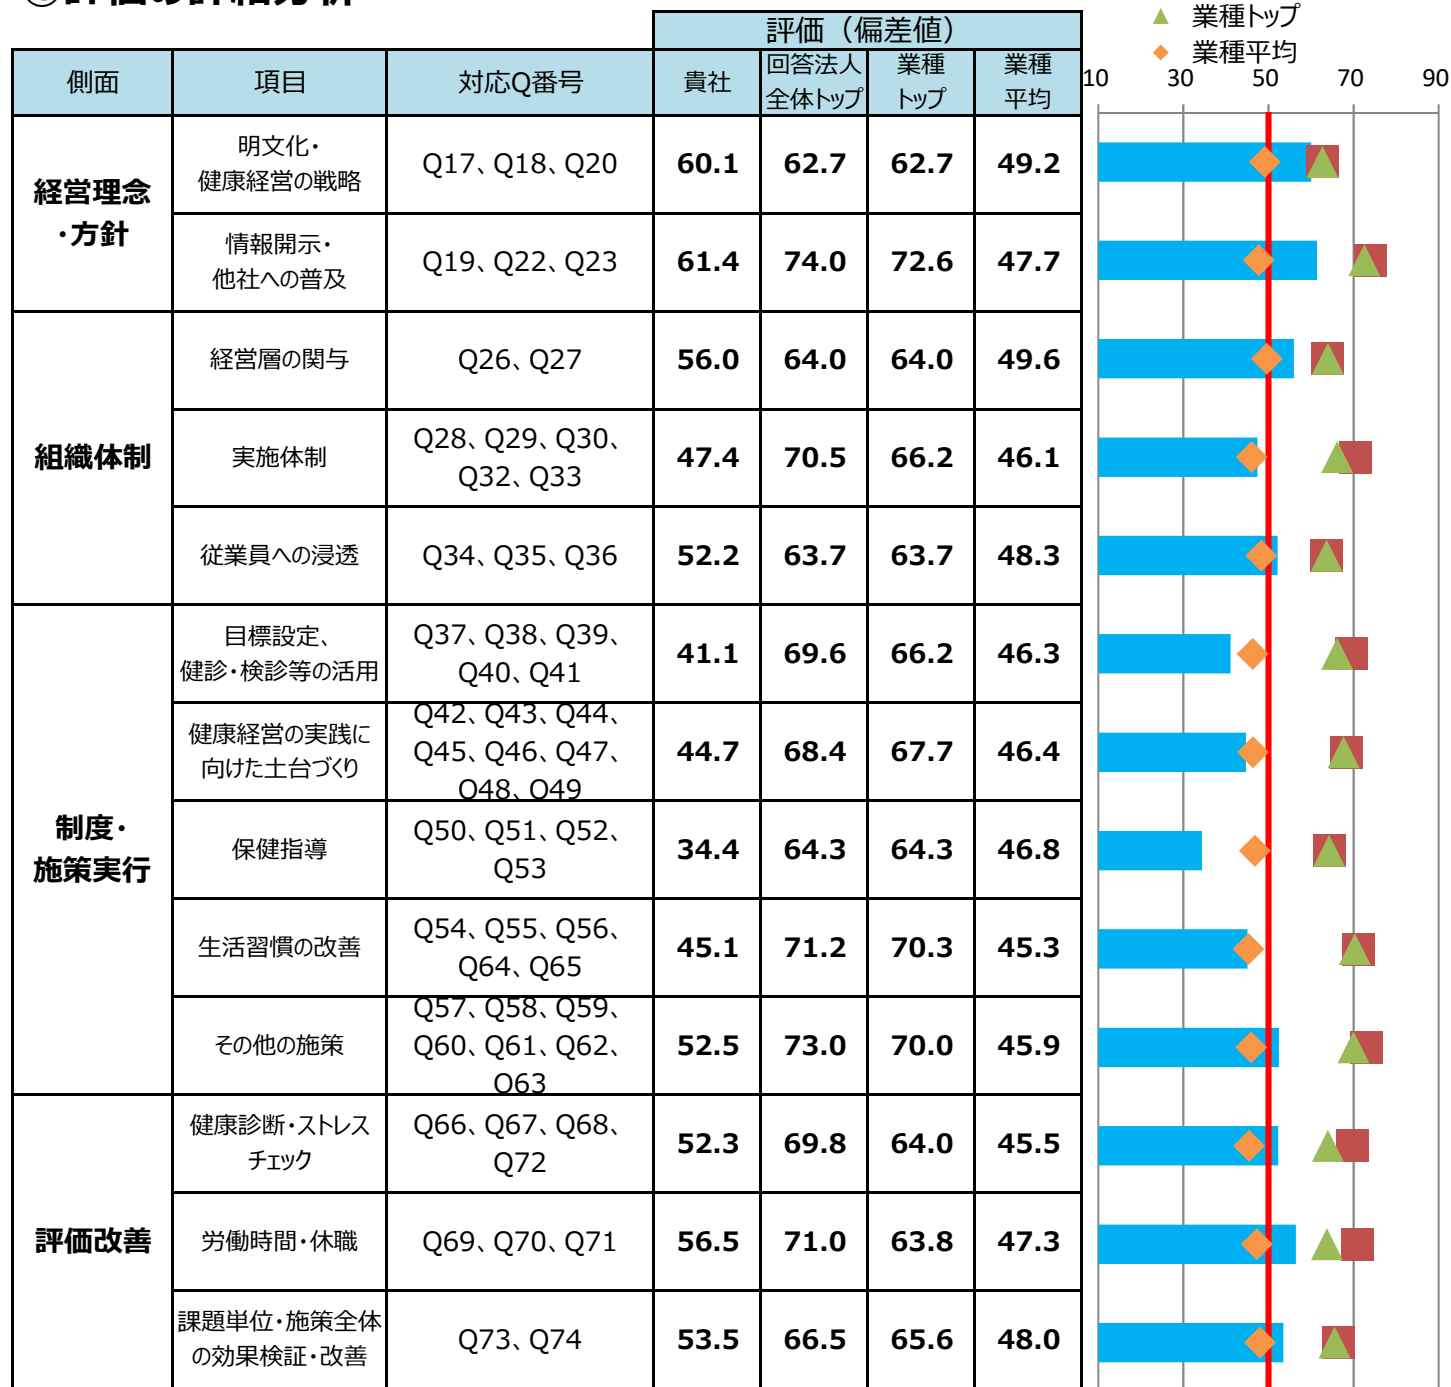 ①評価の詳細分析
評価（偏差値）
▲ 業種トップ
◆ 業種平均
側面 項目 対応Q番号 貴社 回答法人全体トップ 業種トップ 業種平均
10 30 50 70 90
経営理念・方針
明文化・健康経営の戦略 Q17、Q18、Q20 60.1 62.7 62.7 49.2
情報開示・他社への普及 Q19、Q22、Q23 61.4 74.0 72.6 47.7
組織体制
経営層の関与 Q26、Q27 56.0 64.0 64.0 49.6
実施体制 Q28、Q29、Q30、Q32、Q33 47.4 70.5 66.2 46.1
従業員への浸透 Q34、Q35、Q36 52.2 63.7 63.7 48.3
制度・施策実行
目標設定、健診・検診等の活用 Q37、Q38、Q39、Q40、Q41 41.1 69.6 66.2 46.3
健康経営の実践に向けた土台づくり Q42、Q43、Q44、Q45、Q46、Q47、Q48、Q49 44.7 68.4 67.7 46.4
保健指導 Q50、Q51、Q52、Q53 34.4 64.3 64.3 46.8
生活習慣の改善 Q54、Q55、Q56、Q64、Q65 45.1 71.2 70.3 45.3
その他の施策 Q57、Q58、Q59、Q60、Q61、Q62、Q63 52.5 73.0 70.0 45.9
評価改善
健康診断・ストレスチェック Q66、Q67、Q68、Q72 52.3 69.8 64.0 45.5
労働時間・休職 Q69、Q70、Q71 56.5 71.0 63.8 47.3
課題単位・施策全体の効果検証・改善 Q73、Q74 53.5 66.5 65.6 48.0